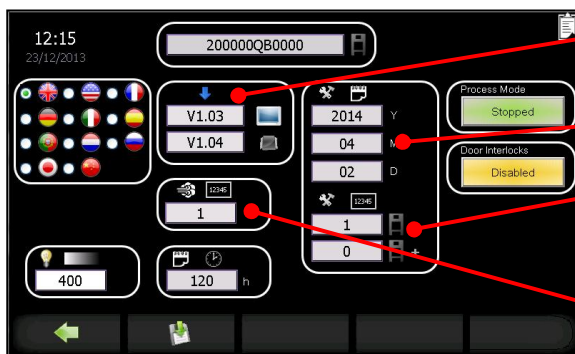 12:15
23/12/2013
200000QB0000
V1.03
V1.04
12345
1
400
120 h
2014 Y
04 M
02 D
12345
1
0 +
Process Mode
Stopped
Door Interlocks
Disabled